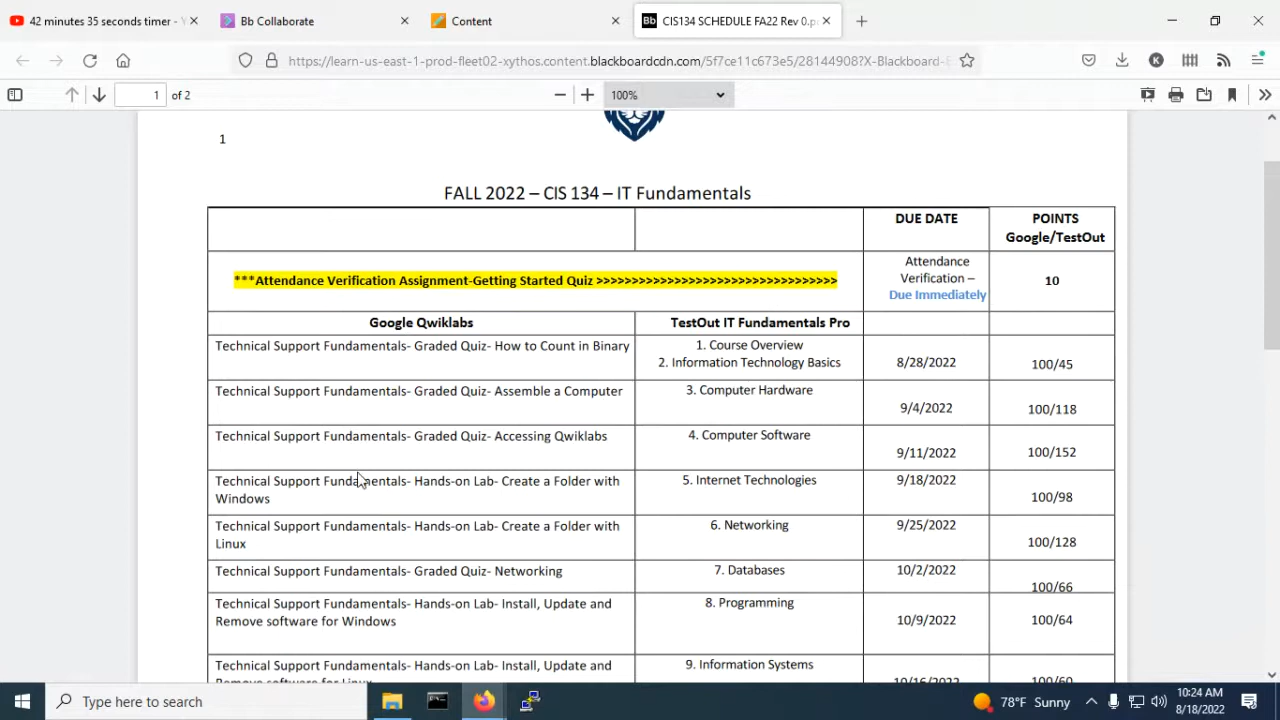 42 minutes 35 seconds timer -
Bb Collaborate
Content
Bb CIS134 SCHEDULE FA22 Rev 0.p
https://learn-us-east-1-prod-fleet02-xythos.content.blackboardcdn.com/5f7ce11c673e5/28144908?X-Blackboard-
K
1 of 2
100%
1
FALL 2022 – CIS 134 – IT Fundamentals
DUE DATE
POINTS
Google/TestOut
***Attendance Verification Assignment-Getting Started Quiz >>>>>>>>>>>>>>>>>>>>>>>>>>>>>>>>>>
Attendance
Verification –
Due Immediately
10
Google Qwiklabs
TestOut IT Fundamentals Pro
Technical Support Fundamentals- Graded Quiz- How to Count in Binary
1. Course Overview
2. Information Technology Basics
8/28/2022
100/45
Technical Support Fundamentals- Graded Quiz- Assemble a Computer
3. Computer Hardware
9/4/2022
100/118
Technical Support Fundamentals- Graded Quiz- Accessing Qwiklabs
4. Computer Software
9/11/2022
100/152
Technical Support Fundamentals- Hands-on Lab- Create a Folder with
Windows
5. Internet Technologies
9/18/2022
100/98
Technical Support Fundamentals- Hands-on Lab- Create a Folder with
Linux
6. Networking
9/25/2022
100/128
Technical Support Fundamentals- Graded Quiz- Networking
7. Databases
10/2/2022
100/66
Technical Support Fundamentals- Hands-on Lab- Install, Update and
Remove software for Windows
8. Programming
10/9/2022
100/64
Technical Support Fundamentals- Hands-on Lab- Install, Update and
Remove software for Linux
9. Information Systems
10/16/2022
100/60
Type here to search
78°F Sunny
10:24 AM
8/18/2022